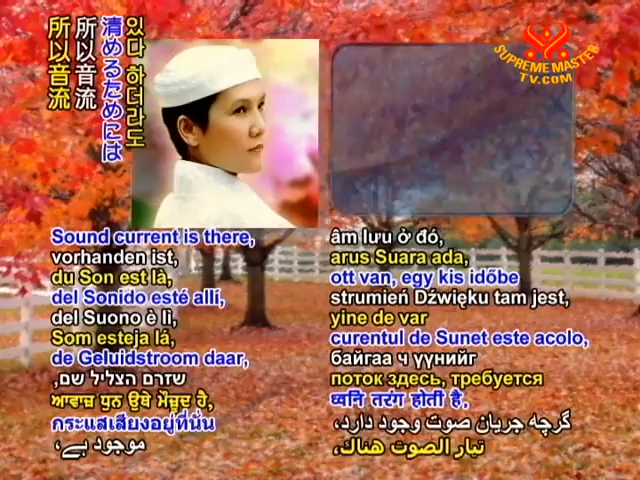 所以音流
所以音流
清めるためには
있다 하더라도
SUPREME MASTER
TV.COM
Sound current is there,
vorhanden ist,
du Son est là,
del Sonido esté allí,
del Suono è lì,
Som esteja lá,
de Geluidstroom daar,
שזרם הצליל שם,
ਆਵਾਜ਼ ਧੁਨ ਉਥੇ ਮੌਜੂਦ ਹੈ,
กระแสเสียงอยู่ที่นั่น
موجود ہے،
âm lưu ở đó,
arus Suara ada,
ott van, egy kis időbe
strumień Dźwięku tam jest,
yine de var
curentul de Sunet este acolo,
байгаа ч үүнийг
поток здесь, требуется
ध्वनि तरंग होती है,
گرچه جریان صوت وجود دارد،
تيار الصوت هناك،